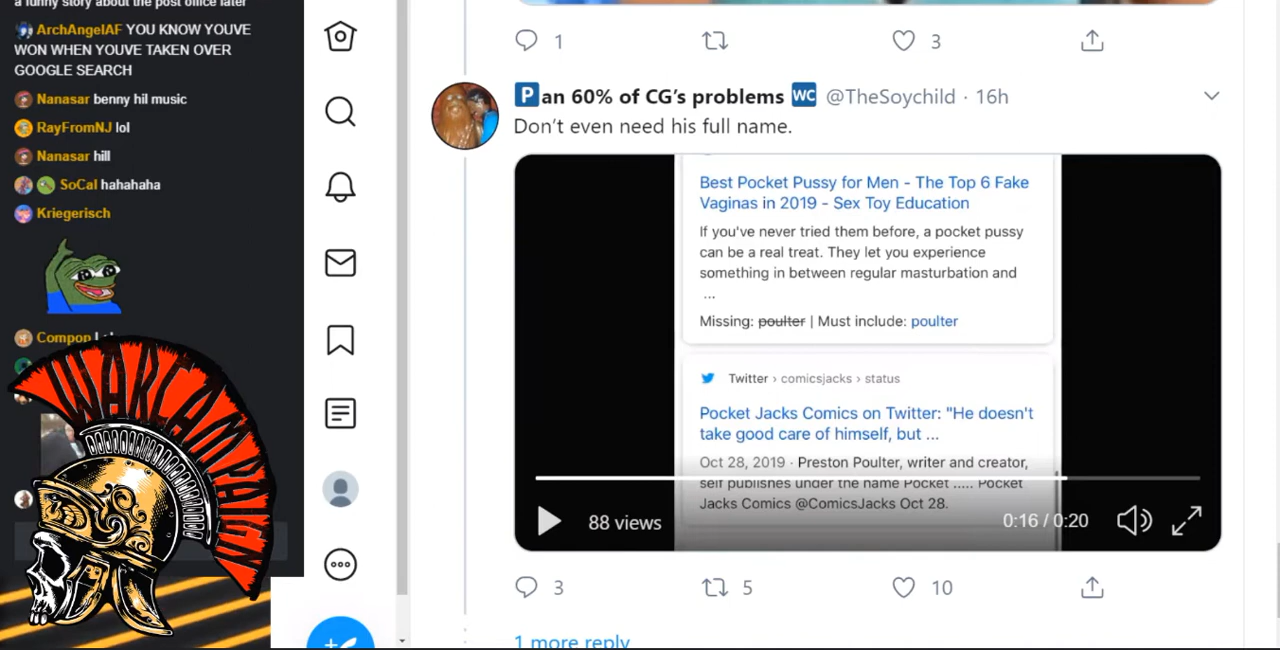 a funny story about the post office later
ArchAngelAF YOU KNOW YOUVE
WON WHEN YOUVE TAKEN OVER
GOOGLE SEARCH
Nanasar benny hil music
RayFromNJ lol
Nanasar hill
SoCal hahahaha
Kriegerisch
Compop
WARCAMPAIGN
1
3
P an 60% of CG's problems WC @TheSoychild · 16h
Don't even need his full name.
Best Pocket Pussy for Men - The Top 6 Fake
Vaginas in 2019 - Sex Toy Education
If you've never tried them before, a pocket pussy
can be a real treat. They let you experience
something in between regular masturbation and
...
Missing: poulter | Must include: poulter
Twitter › comicsjacks › status
Pocket Jacks Comics on Twitter: "He doesn't
take good care of himself, but ...
Oct 28, 2019 · Preston Poulter, writer and creator,
self publishes under the name Pocket ..... Pocket
Jacks Comics @ComicsJacks Oct 28.
88 views
0:16 / 0:20
3
5
10
1 more reply